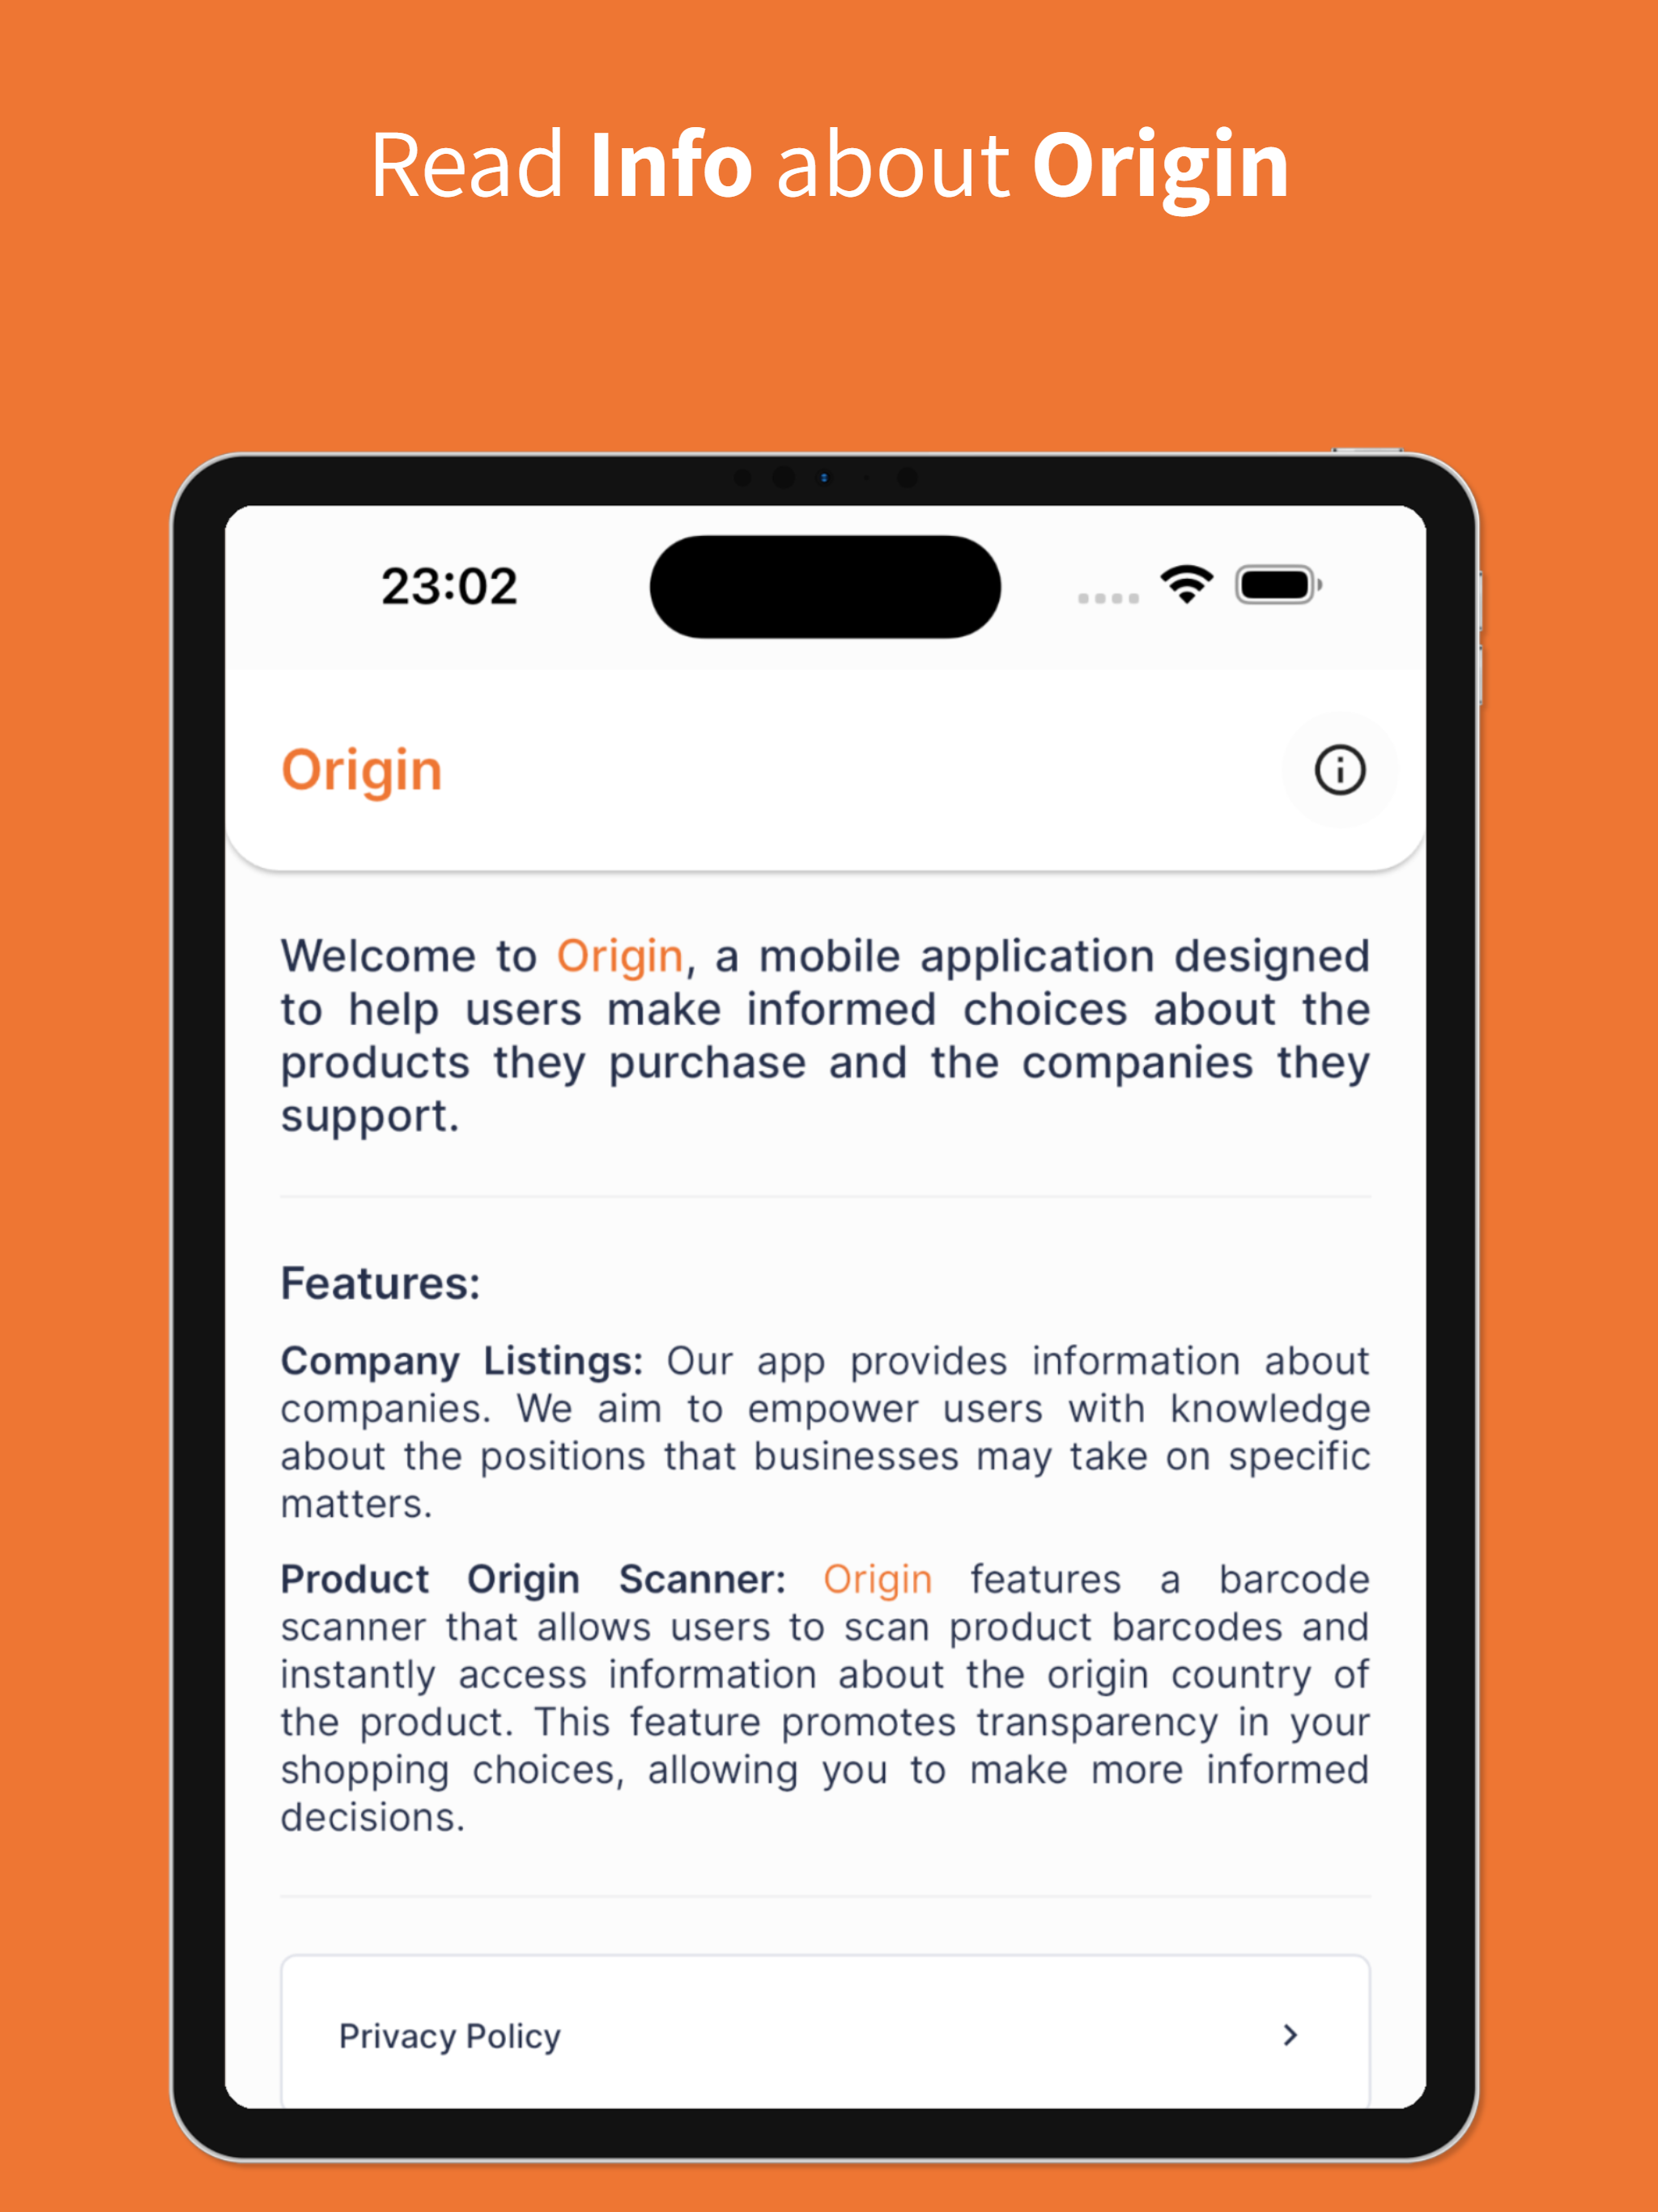 Read Info about Origin
23:02
Origin
Welcome to Origin, a mobile application designed
to help users make informed choices about the
products they purchase and the companies they
support.
Features:
Company Listings: Our app provides information about
companies. We aim to empower users with knowledge
about the positions that businesses may take on specific
matters.
Product Origin Scanner: Origin features a barcode
scanner that allows users to scan product barcodes and
instantly access information about the origin country of
the product. This feature promotes transparency in your
shopping choices, allowing you to make more informed
decisions.
Privacy Policy